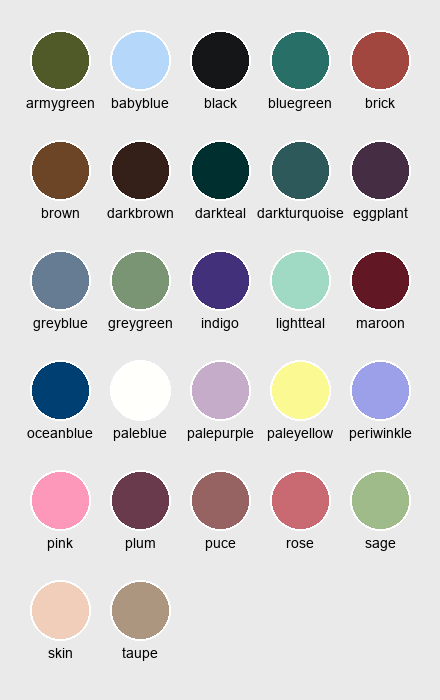 armygreen babyblue black bluegreen brick
brown darkbrown darkteal darkturquoise eggplant
greyblue greygreen indigo lightteal maroon
oceanblue paleblue palepurple paleyellow periwinkle
pink plum puce rose sage
skin taupe